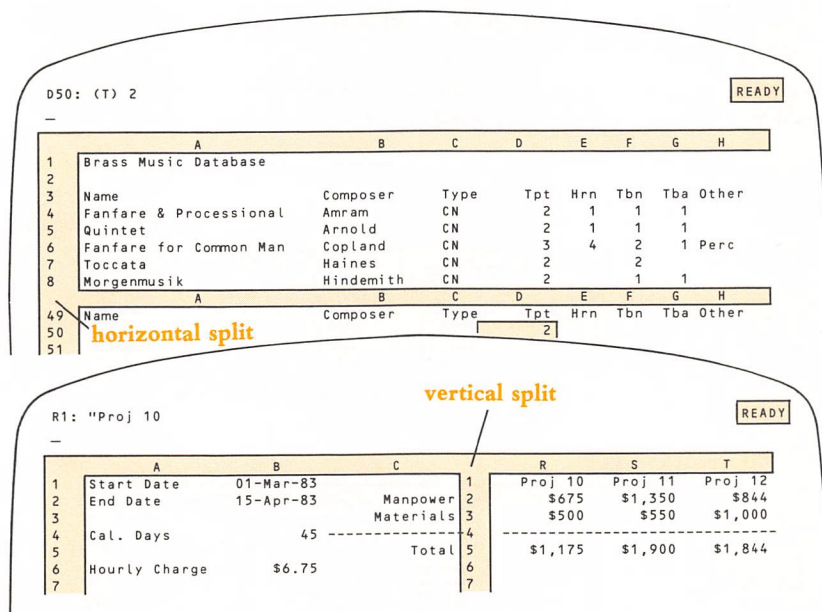 D50: (T) 2 READY
A B C D E F G H
1 Brass Music Database
2
3 Name Composer Type Tpt Hrn Tbn Tba Other
4 Fanfare & Processional Amram CN 2 1 1 1
5 Quintet Arnold CN 2 1 1 1
6 Fanfare for Common Man Copland CN 3 4 2 1 Perc
7 Toccata Haines CN 2 2
8 Morgenmusik Hindemith CN 2 1 1
A B C D E F G H
49 Name Composer Type Tpt Hrn Tbn Tba Other
50 horizontal split 2
51
vertical split
R1: "Proj 10 READY
A B C R S T
1 Start Date 01-Mar-83 1 Proj 10 Proj 11 Proj 12
2 End Date 15-Apr-83 Manpower 2 $675 $1,350 $844
3 Materials 3 $500 $550 $1,000
4 Cal. Days 45 ------------- 4 ---------------------------
5 Total 5 $1,175 $1,900 $1,844
6 Hourly Charge $6.75 6
7 7